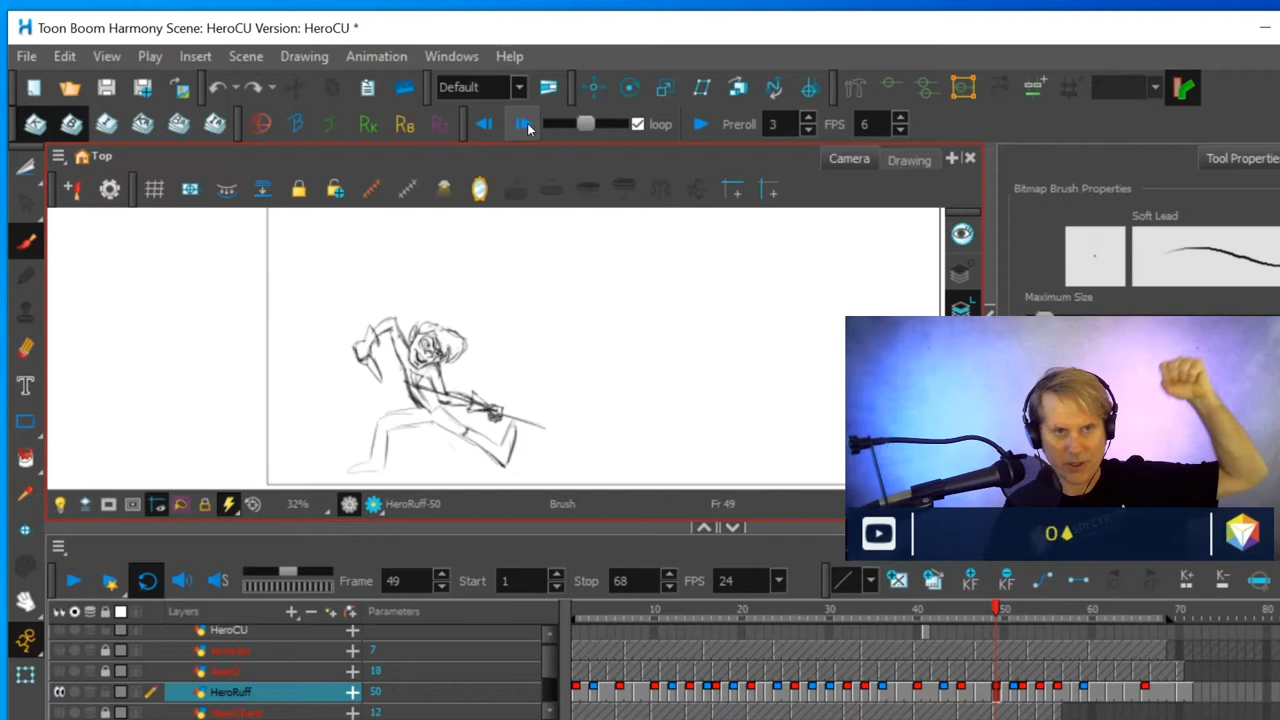 Toon Boom Harmony Scene: HeroCU Version: HeroCU *
File Edit View Play Insert Scene Drawing Animation Windows Help
Default
loop Preroll 3 FPS 6
Top Camera Drawing Tool Properties
Bitmap Brush Properties
Soft Lead
Maximum Size
32% HeroRuff-50 Brush Fr 49
0
Frame 49 Start 1 Stop 68 FPS 24 KF KF K+ K-
Layers Parameters 10 20 30 40 50 60 70 80
HeroCU
7
18
HeroRuff 50
12